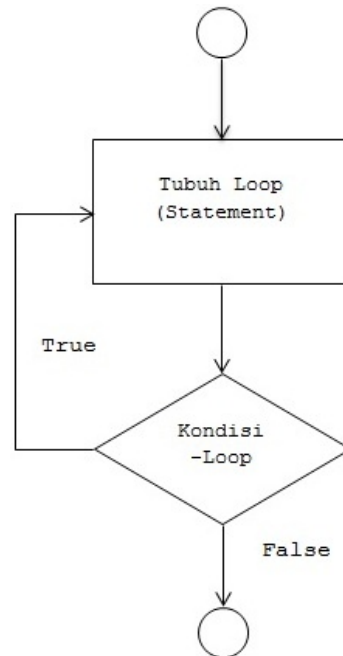 Tubuh Loop
(Statement)
True
Kondisi
-Loop
False